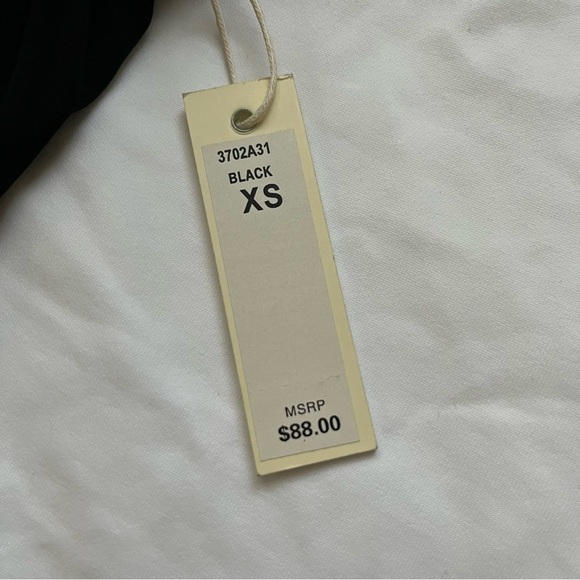 3702A31
BLACK
XS
MSRP
$88.00